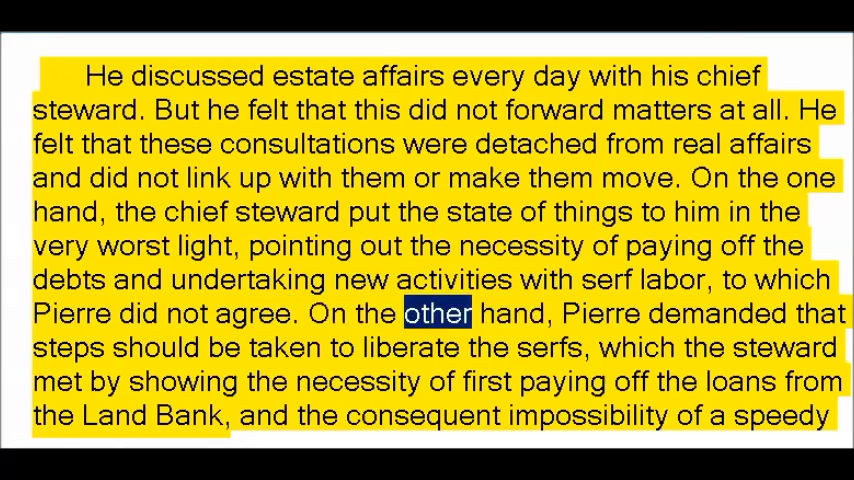 He discussed estate affairs every day with his chief
steward. But he felt that this did not forward matters at all. He
felt that these consultations were detached from real affairs
and did not link up with them or make them move. On the one
hand, the chief steward put the state of things to him in the
very worst light, pointing out the necessity of paying off the
debts and undertaking new activities with serf labor, to which
Pierre did not agree. On the other hand, Pierre demanded that
steps should be taken to liberate the serfs, which the steward
met by showing the necessity of first paying off the loans from
the Land Bank, and the consequent impossibility of a speedy